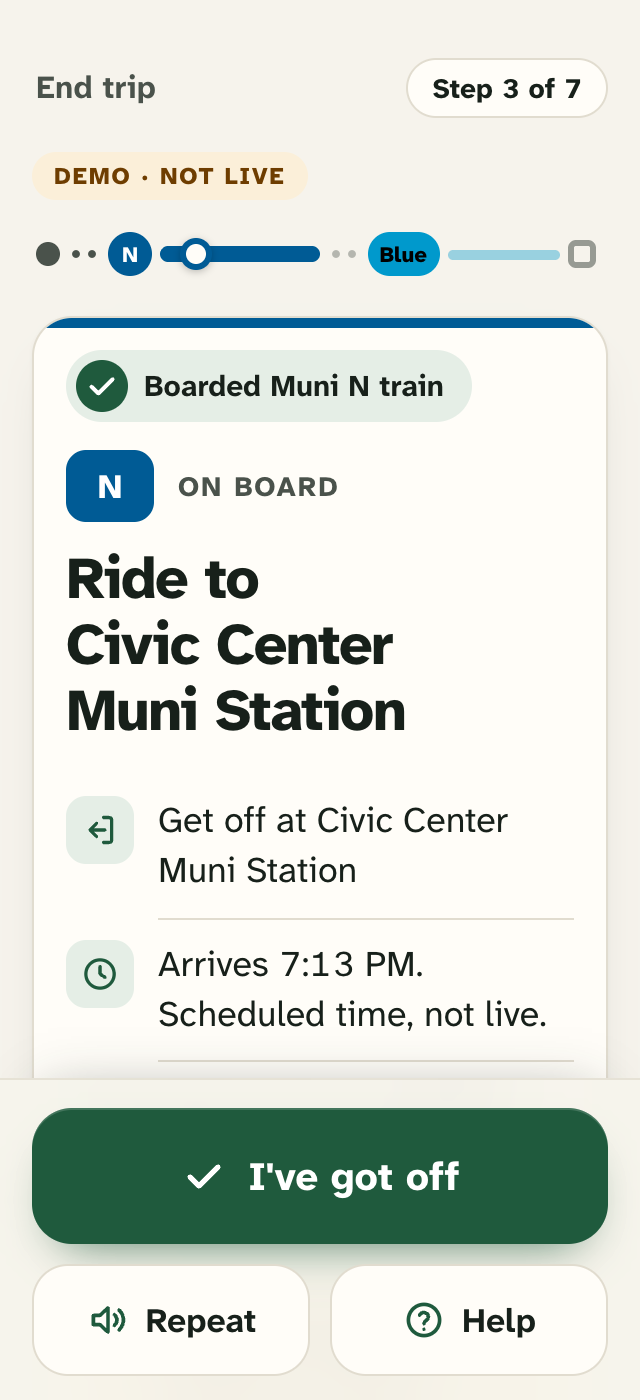 End trip
Step 3 of 7
DEMO · NOT LIVE
N
Blue
Boarded Muni N train
N
ON BOARD
Ride to
Civic Center
Muni Station
Get off at Civic Center
Muni Station
Arrives 7:13 PM.
Scheduled time, not live.
I've got off
Repeat
Help